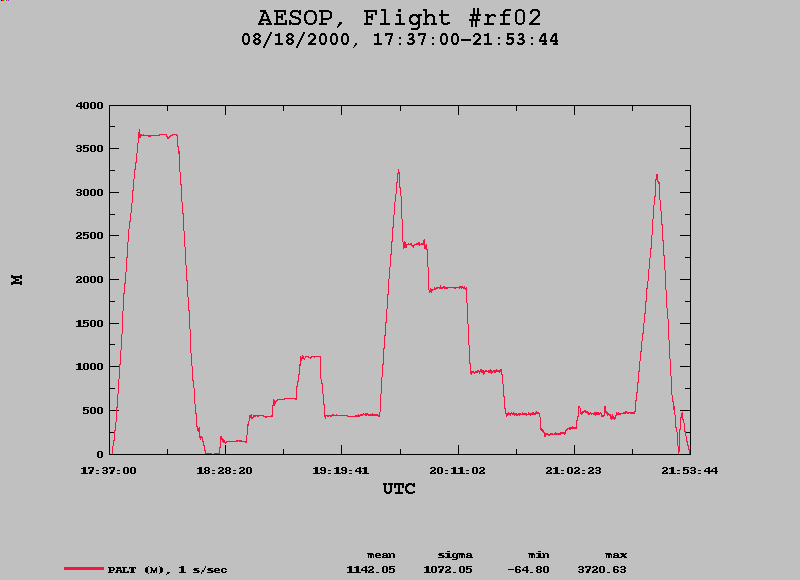 AESOP, Flight #rf02
08/18/2000, 17:37:00-21:53:44
4000
3500
3000
2500
2000
1500
1000
500
0
M
17:37:00 18:28:20 19:19:41 20:11:02 21:02:23 21:53:44
UTC
mean sigma min max
PALT (M), 1 s/sec 1142.05 1072.05 -64.80 3720.63